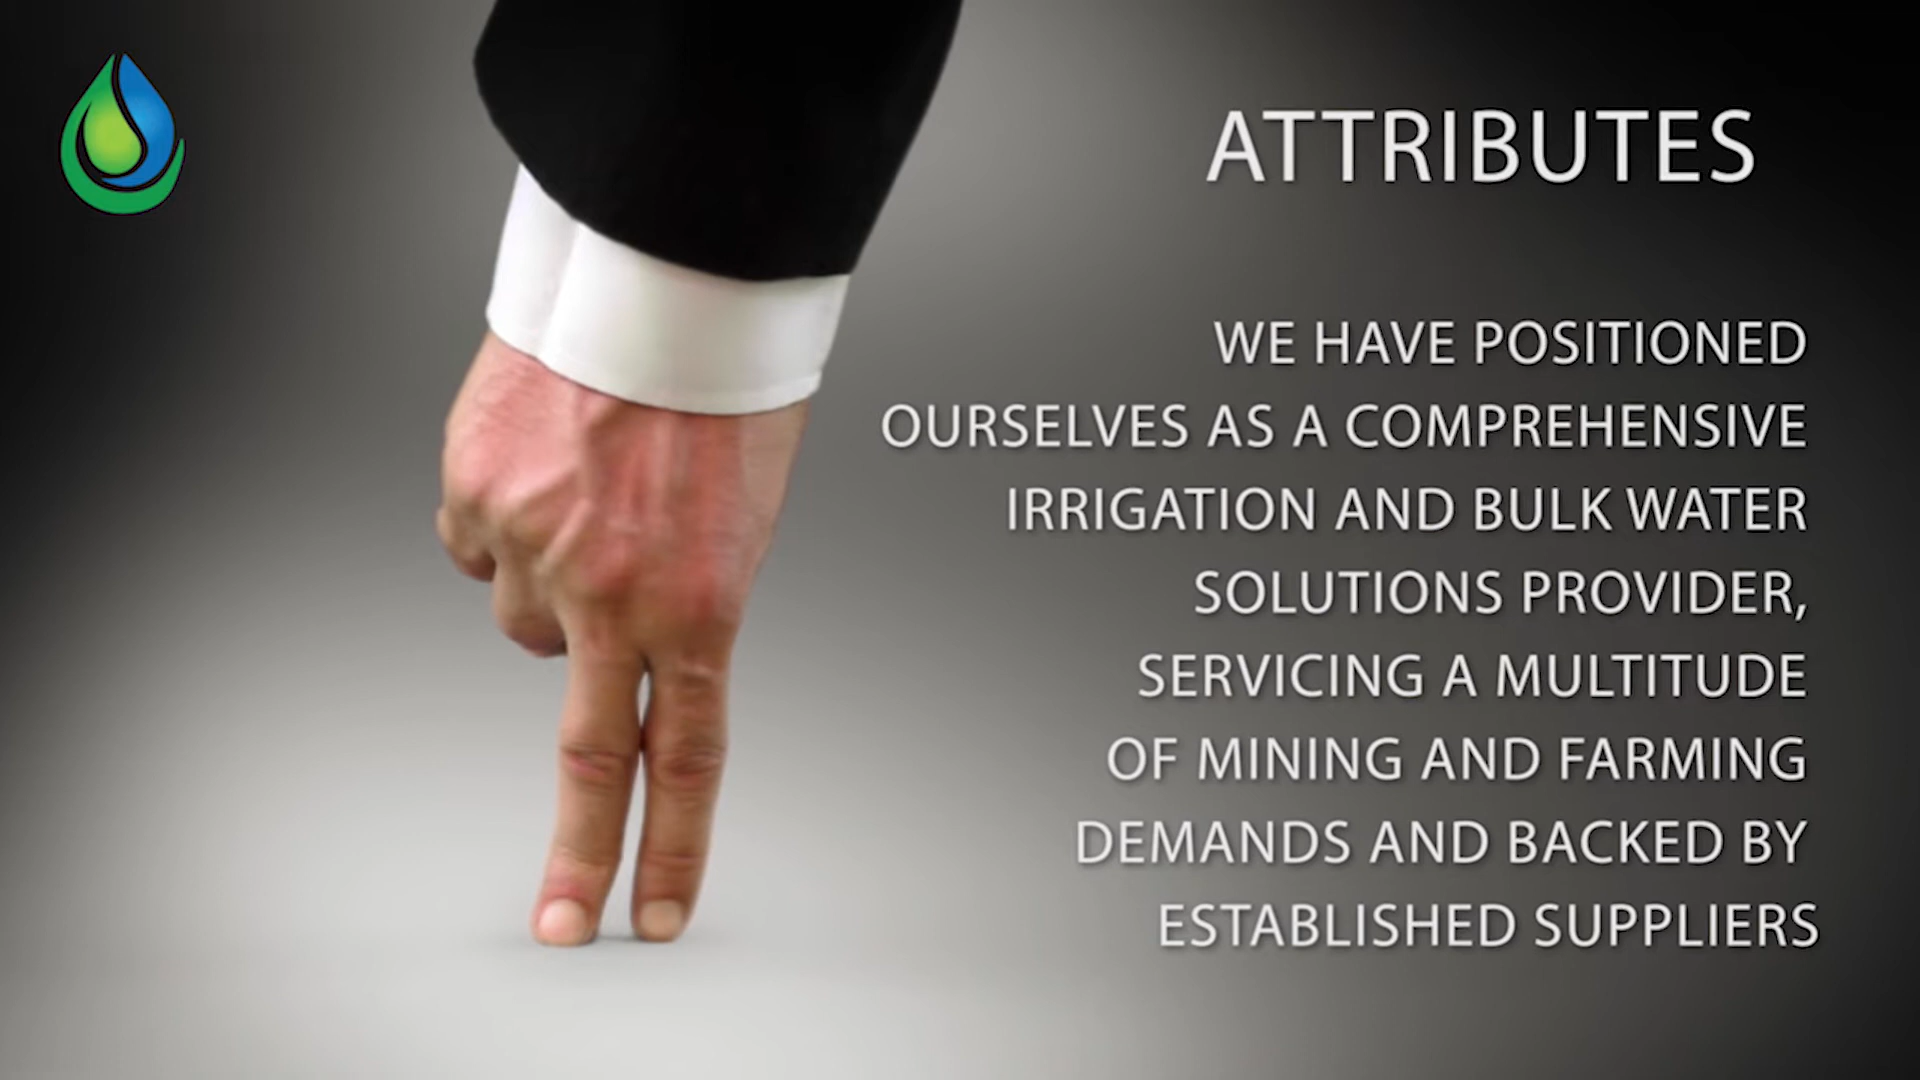 ATTRIBUTES
WE HAVE POSITIONED
OURSELVES AS A COMPREHENSIVE
IRRIGATION AND BULK WATER
SOLUTIONS PROVIDER,
SERVICING A MULTITUDE
OF MINING AND FARMING
DEMANDS AND BACKED BY
ESTABLISHED SUPPLIERS